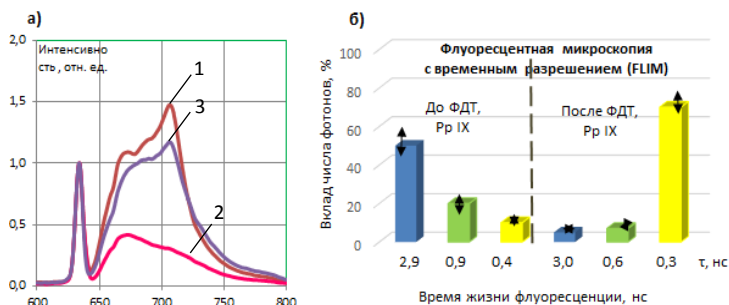 а)
Интенсивно
сть , отн. ед.
2,0
1,5
1,0
0,5
0,0
600
650
700
750
800
1
3
2
б)
Вклад числа фотонов, %
100
80
60
40
20
0
Флуоресцентная микроскопия
с временным разрешением (FLIM)
До ФДТ,
Pp IX
После ФДТ,
Pp IX
2,9
0,9
0,4
3,0
0,6
0,3
τ, нс
Время жизни флуоресценции, нс